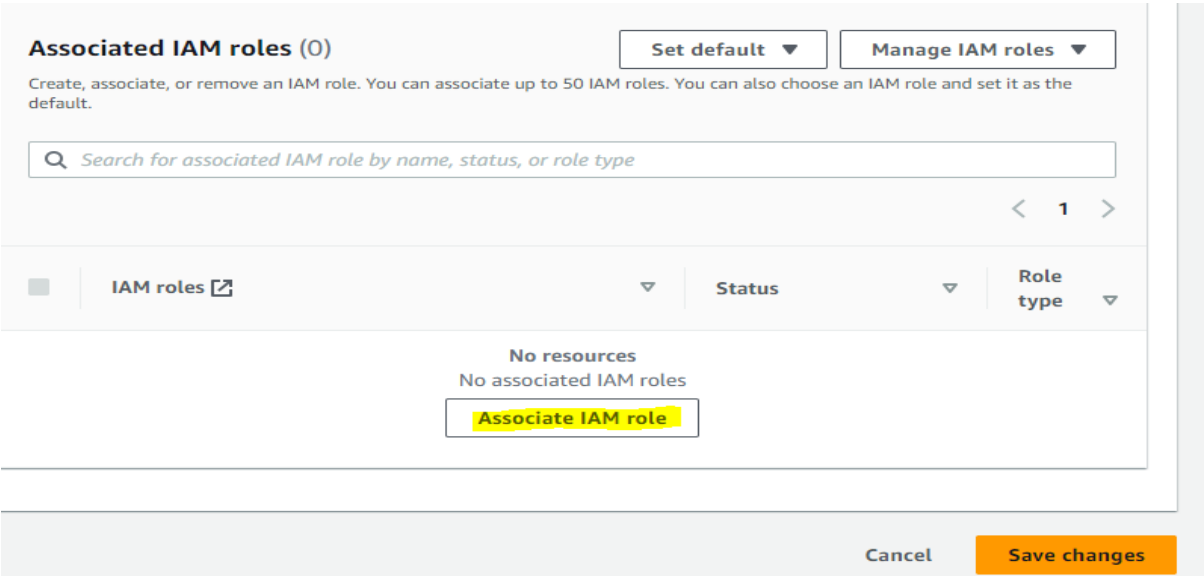 Associated IAM roles (0)
Set default
Manage IAM roles
Create, associate, or remove an IAM role. You can associate up to 50 IAM roles. You can also choose an IAM role and set it as the
default.
Search for associated IAM role by name, status, or role type
1
IAM roles
Status
Role
type
No resources
No associated IAM roles
Associate IAM role
Cancel
Save changes